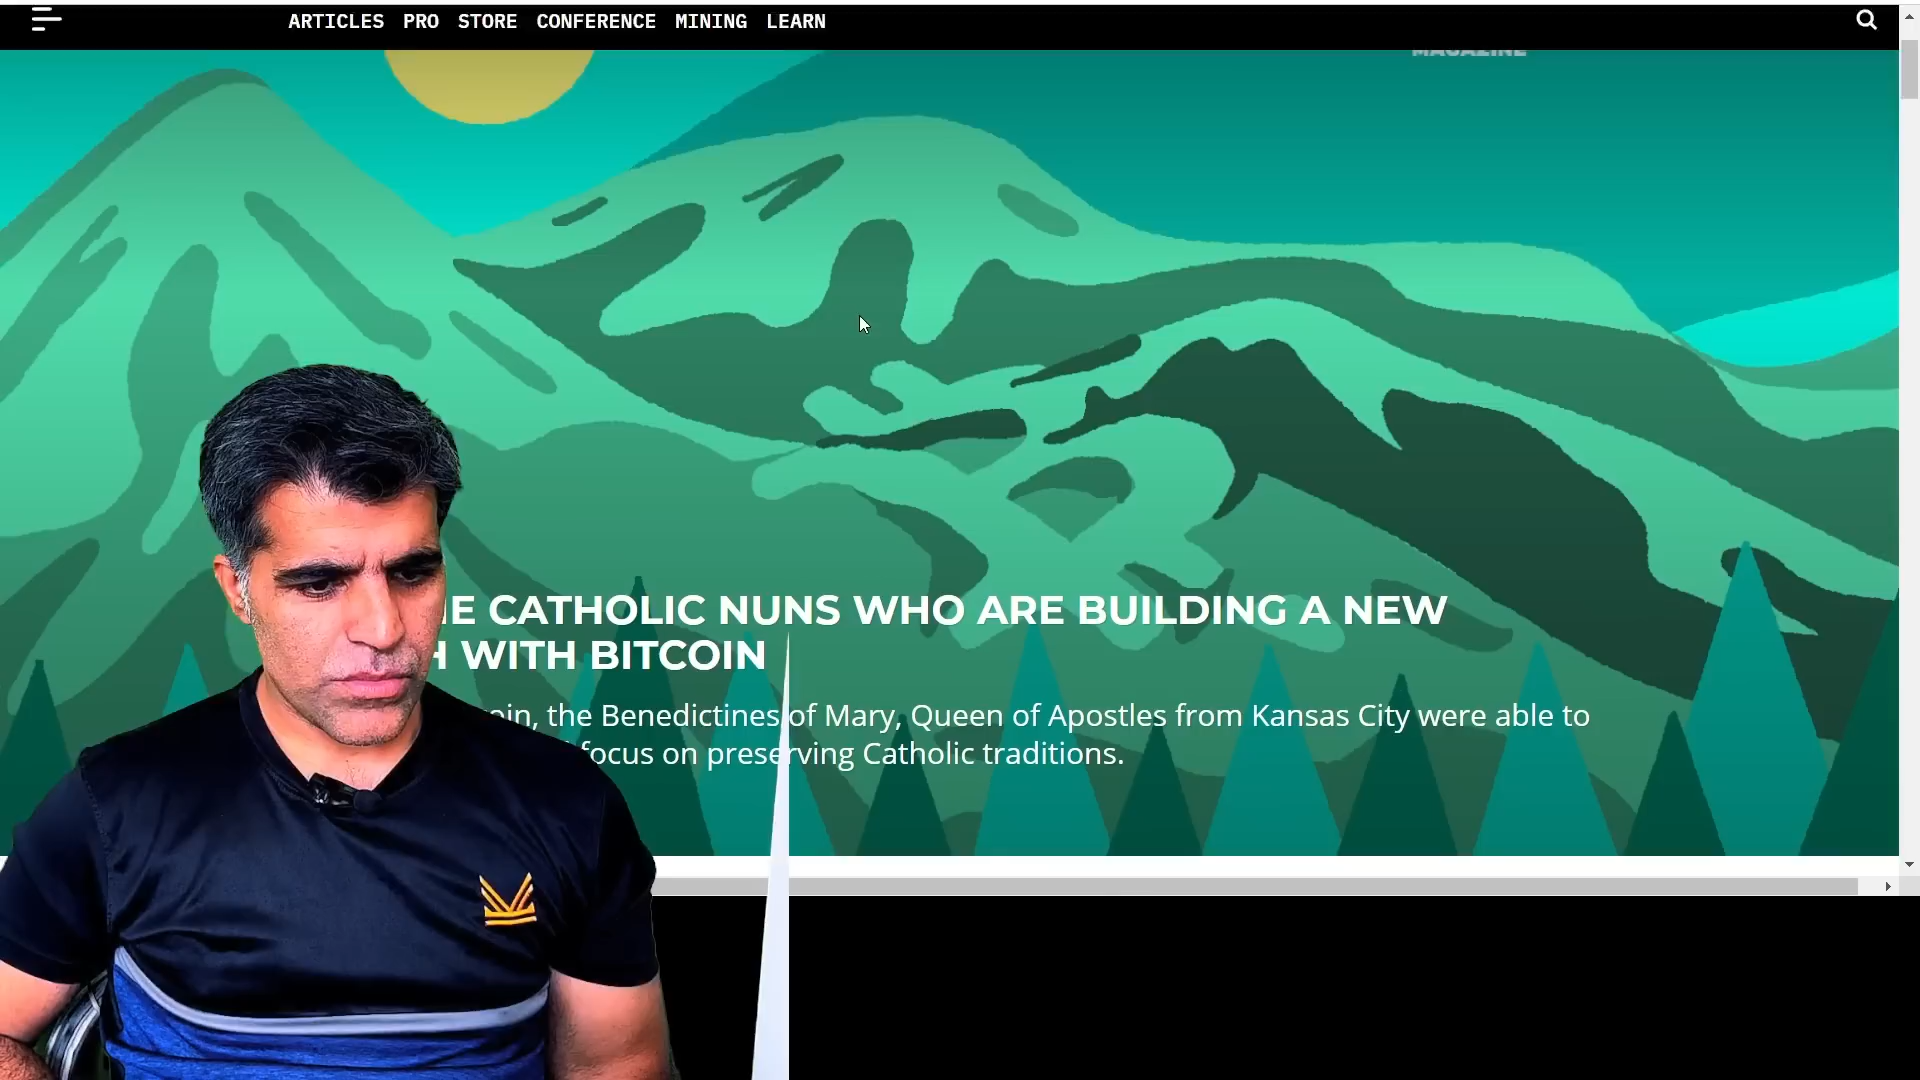 ARTICLES PRO STORE CONFERENCE MINING LEARN
MAGAZINE
CATHOLIC NUNS WHO ARE BUILDING A NEW
WITH BITCOIN
the Benedictines of Mary, Queen of Apostles from Kansas City were able to
focus on preserving Catholic traditions.